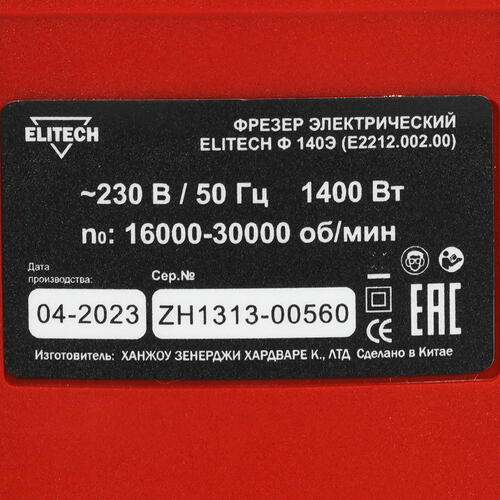 ELITECH
ФРЕЗЕР ЭЛЕКТРИЧЕСКИЙ
ELITECH Ф 140Э (E2212.002.00)
~230 В / 50 Гц 1400 Вт
n₀: 16000-30000 об/мин
Дата
производства:
Сер.№
04-2023
ZH1313-00560
CE
EAC
Изготовитель: ХАНЖОУ ЗЕНЕРДЖИ ХАРДВАРЕ К., ЛТД Сделано в Китае